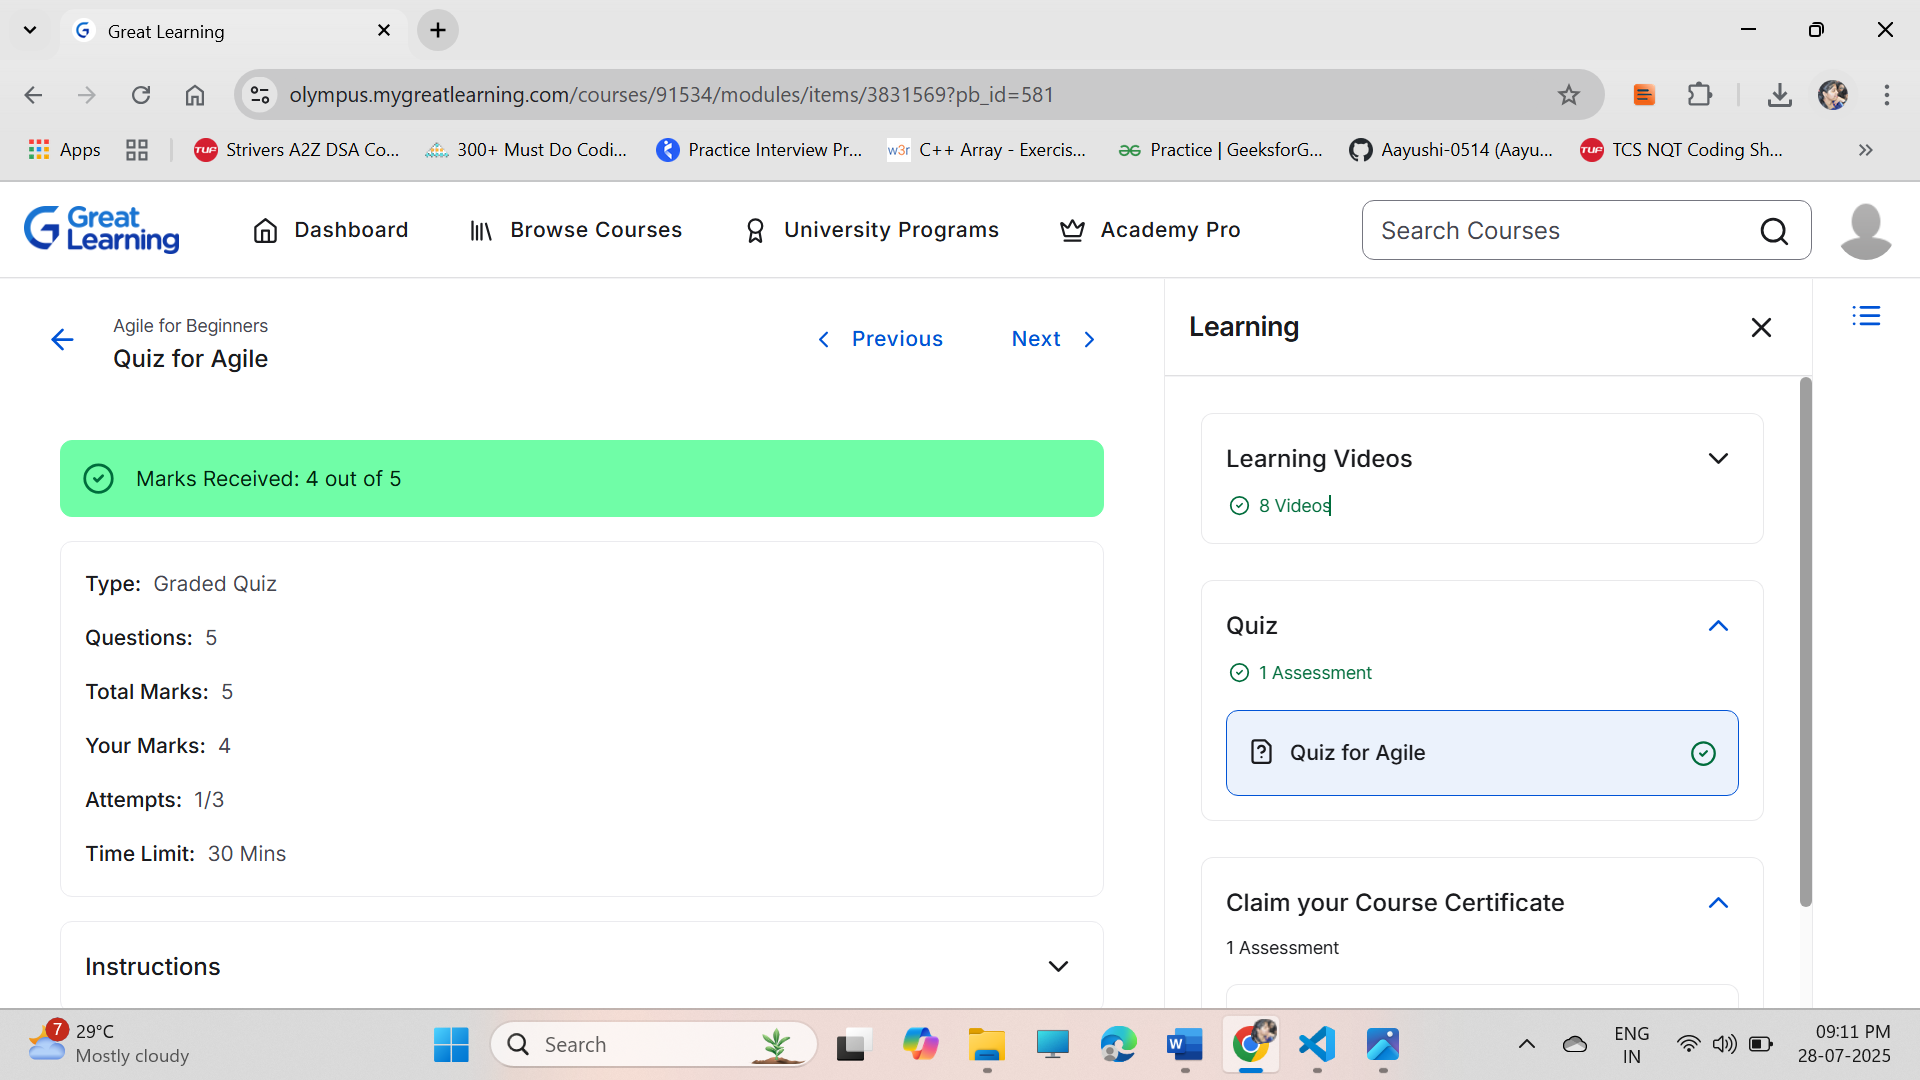 Great Learning
olympus.mygreatlearning.com/courses/91534/modules/items/3831569?pb_id=581
Apps
Strivers A2Z DSA Co...
300+ Must Do Codi...
Practice Interview Pr...
w3r
C++ Array - Exercis...
Practice | GeeksforG...
Aayushi-0514 (Aayu...
TCS NQT Coding Sh...
Great
Learning
Dashboard
Browse Courses
University Programs
Academy Pro
Search Courses
Agile for Beginners
Quiz for Agile
Previous
Next
Marks Received: 4 out of 5
Type: Graded Quiz
Questions: 5
Total Marks: 5
Your Marks: 4
Attempts: 1/3
Time Limit: 30 Mins
Instructions
Learning
Learning Videos
8 Videos
Quiz
1 Assessment
Quiz for Agile
Claim your Course Certificate
1 Assessment
7
29°C
Mostly cloudy
Search
ENG
IN
09:11 PM
28-07-2025